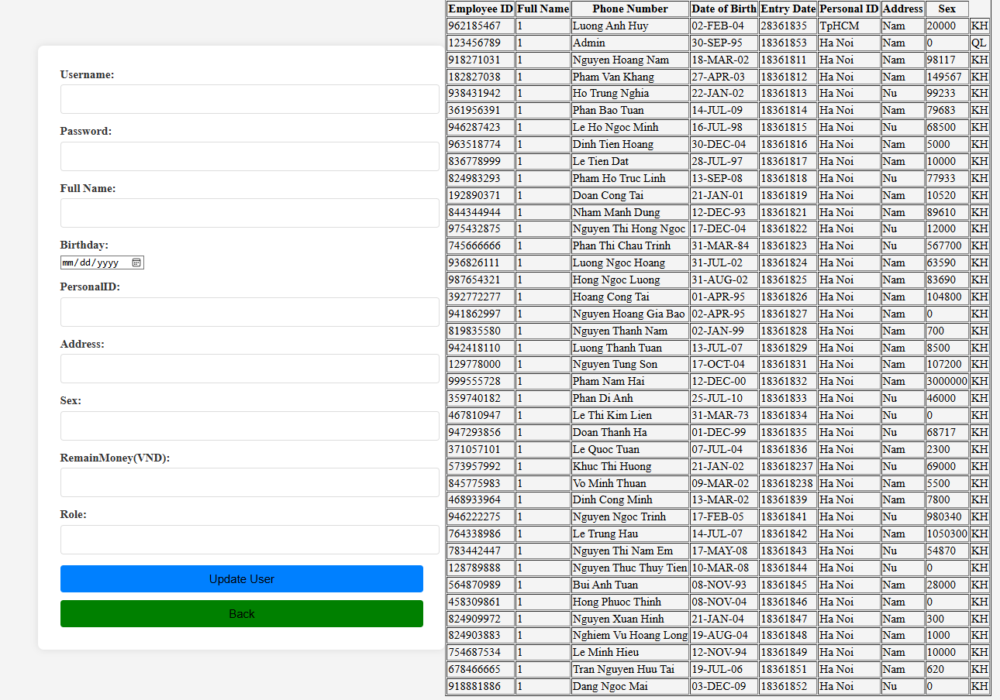 Username:
Password:
Full Name:
Birthday:
mm/dd/yyyy
PersonalID:
Address:
Sex:
RemainMoney(VND):
Role:
Update User
Back
Employee ID Full Name Phone Number Date of Birth Entry Date Personal ID Address Sex
962185467 1 Luong Anh Huy 02-FEB-04 28361835 TpHCM Nam 20000 KH
123456789 1 Admin 30-SEP-95 18361853 Ha Noi Nam 0 QL
918271031 1 Nguyen Hoang Nam 18-MAR-02 18361811 Ha Noi Nam 98117 KH
182827038 1 Pham Van Khang 27-APR-03 18361812 Ha Noi Nam 149567 KH
938431942 1 Ho Trung Nghia 22-JAN-02 18361813 Ha Noi Nu 99233 KH
361956391 1 Phan Bao Tuan 14-JUL-09 18361814 Ha Noi Nam 79683 KH
946287423 1 Le Ho Ngoc Minh 16-JUL-98 18361815 Ha Noi Nu 68500 KH
963518774 1 Dinh Tien Hoang 30-DEC-04 18361816 Ha Noi Nam 5000 KH
836778999 1 Le Tien Dat 28-JUL-97 18361817 Ha Noi Nam 10000 KH
824983293 1 Pham Ho Truc Linh 13-SEP-08 18361818 Ha Noi Nu 77933 KH
192890371 1 Doan Cong Tai 21-JAN-01 18361819 Ha Noi Nam 10520 KH
844344944 1 Nham Manh Dung 12-DEC-93 18361821 Ha Noi Nam 89610 KH
975432875 1 Nguyen Thi Hong Ngoc 17-DEC-04 18361822 Ha Noi Nu 12000 KH
745666666 1 Phan Thi Chau Trinh 31-MAR-84 18361823 Ha Noi Nu 567700 KH
936826111 1 Luong Ngoc Hoang 31-JUL-02 18361824 Ha Noi Nam 63590 KH
987654321 1 Hong Ngoc Luong 31-AUG-02 18361825 Ha Noi Nam 83690 KH
392772277 1 Hoang Cong Tai 01-APR-95 18361826 Ha Noi Nam 104800 KH
941862997 1 Nguyen Hoang Gia Bao 02-APR-95 18361827 Ha Noi Nam 0 KH
819835580 1 Nguyen Thanh Nam 02-JAN-99 18361828 Ha Noi Nam 700 KH
942418110 1 Luong Thanh Tuan 13-JUL-07 18361829 Ha Noi Nam 8500 KH
129778000 1 Nguyen Tung Son 17-OCT-04 18361831 Ha Noi Nam 107200 KH
999555728 1 Pham Nam Hai 12-DEC-00 18361832 Ha Noi Nam 3000000 KH
359740182 1 Phan Di Anh 25-JUL-10 18361833 Ha Noi Nu 46000 KH
467810947 1 Le Thi Kim Lien 31-MAR-73 18361834 Ha Noi Nu 0 KH
947293856 1 Doan Thanh Ha 01-DEC-99 18361835 Ha Noi Nu 68717 KH
371057101 1 Le Quoc Tuan 07-JUL-04 18361836 Ha Noi Nam 2300 KH
573957992 1 Khuc Thi Huong 21-JAN-02 183618237 Ha Noi Nu 69000 KH
845775983 1 Vo Minh Thuan 09-MAR-02 183618238 Ha Noi Nam 5500 KH
468933964 1 Dinh Cong Minh 13-MAR-02 18361839 Ha Noi Nam 7800 KH
946222275 1 Nguyen Ngoc Trinh 17-FEB-05 18361841 Ha Noi Nu 980340 KH
764338986 1 Le Trung Hau 14-JUL-07 18361842 Ha Noi Nam 1050300 KH
783442447 1 Nguyen Thi Nam Em 17-MAY-08 18361843 Ha Noi Nu 54870 KH
128789888 1 Nguyen Thuc Thuy Tien 10-MAR-08 18361844 Ha Noi Nu 0 KH
564870989 1 Bui Anh Tuan 08-NOV-93 18361845 Ha Noi Nam 28000 KH
458309861 1 Hong Phuoc Thinh 08-NOV-04 18361846 Ha Noi Nam 0 KH
824909972 1 Nguyen Xuan Hinh 21-JAN-04 18361847 Ha Noi Nam 300 KH
824903883 1 Nghiem Vu Hoang Long 19-AUG-04 18361848 Ha Noi Nam 1000 KH
754687534 1 Le Minh Hieu 12-NOV-94 18361849 Ha Noi Nam 10000 KH
678466665 1 Tran Nguyen Huu Tai 19-JUL-06 18361851 Ha Noi Nam 620 KH
918881886 1 Dang Ngoc Mai 03-DEC-09 18361852 Ha Noi Nu 0 KH